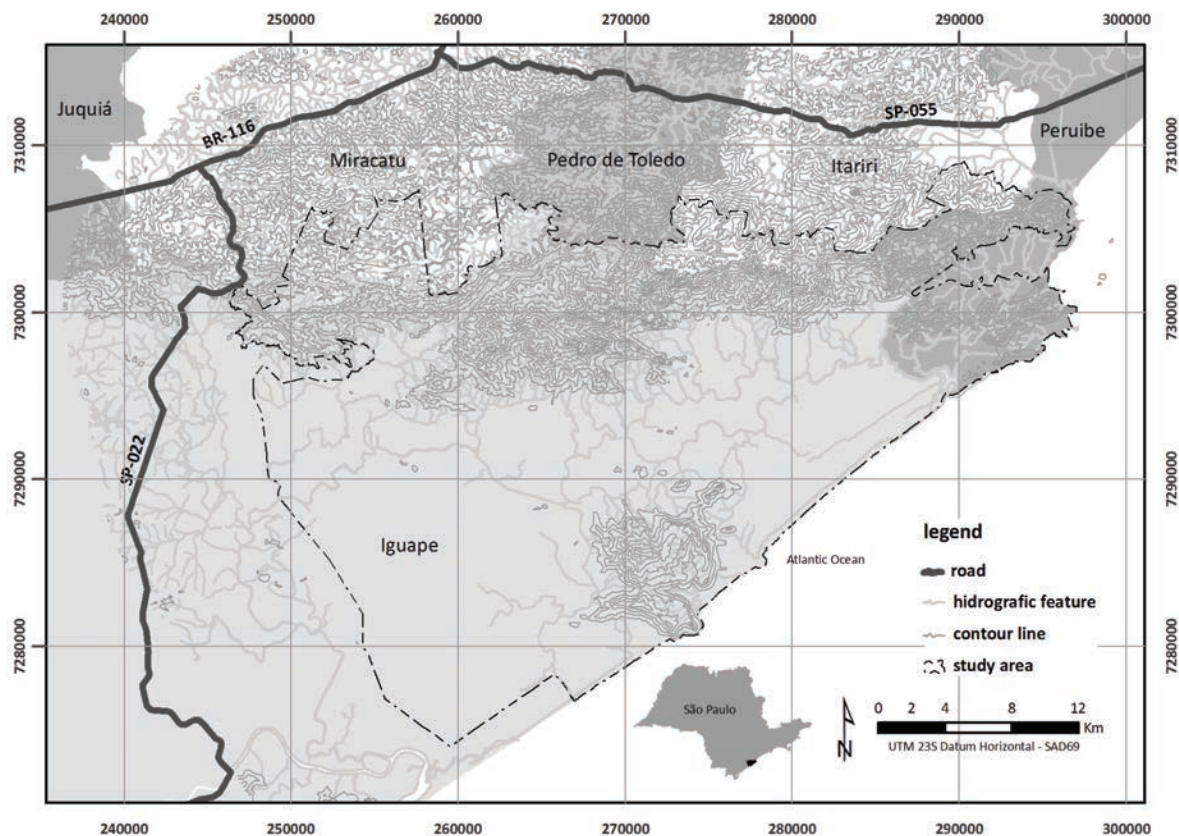 240000 250000 260000 270000 280000 290000 300000
Juquiá
BR-116
SP-055
Peruibe
7310000
Miracatu
Pedro de Toledo
Itariri
7310000
7300000
7300000
SP-022
7290000
7290000
Iguape
Atlantic Ocean
legend
road
hidrografic feature
contour line
study area
7280000
7280000
São Paulo
N
0 4 8 12
Km
UTM 23S Datum Horizontal - SAD69
240000 250000 260000 270000 280000 290000 300000